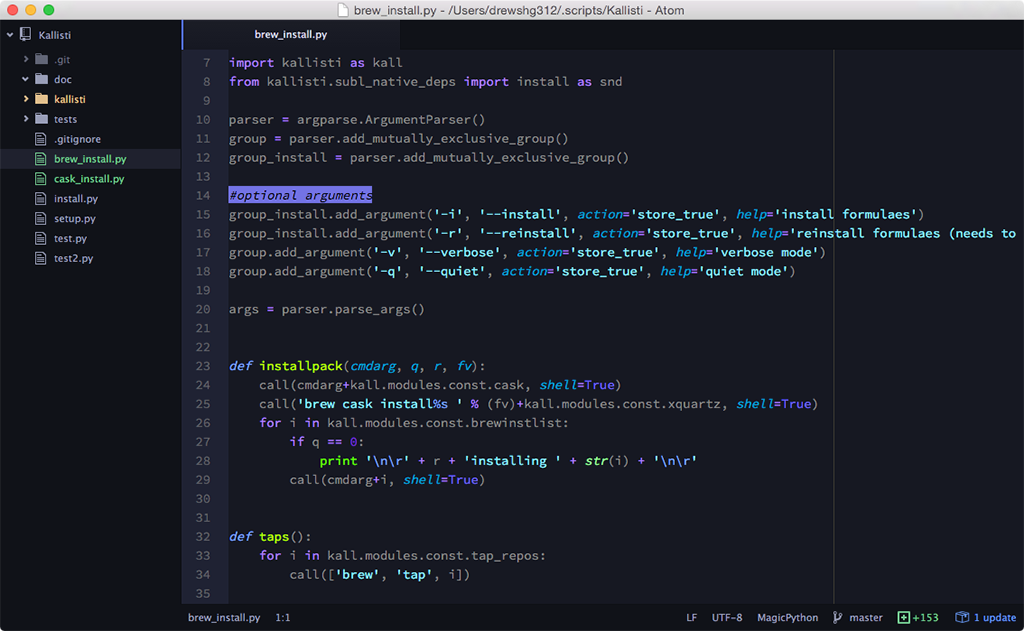 brew_install.py - /Users/drewshg312/.scripts/Kallisti - Atom
Kallisti
.git
doc
kallisti
tests
.gitignore
brew_install.py
cask_install.py
install.py
setup.py
test.py
test2.py
brew_install.py
7 import kallisti as kall
8 from kallisti.subl_native_deps import install as snd
9
10 parser = argparse.ArgumentParser()
11 group = parser.add_mutually_exclusive_group()
12 group_install = parser.add_mutually_exclusive_group()
13
14 #optional arguments
15 group_install.add_argument('-i', '--install', action='store_true', help='install formulaes')
16 group_install.add_argument('-r', '--reinstall', action='store_true', help='reinstall formulaes (needs to
17 group.add_argument('-v', '--verbose', action='store_true', help='verbose mode')
18 group.add_argument('-q', '--quiet', action='store_true', help='quiet mode')
19
20 args = parser.parse_args()
21
22
23 def installpack(cmdarg, q, r, fv):
24     call(cmdarg+kall.modules.const.cask, shell=True)
25     call('brew cask install%s ' % (fv)+kall.modules.const.xquartz, shell=True)
26     for i in kall.modules.const.brewinstlist:
27         if q == 0:
28             print '\n\r' + r + 'installing ' + str(i) + '\n\r'
29         call(cmdarg+i, shell=True)
30
31
32 def taps():
33     for i in kall.modules.const.tap_repos:
34         call(['brew', 'tap', i])
35
brew_install.py 1:1 LF UTF-8 MagicPython master +153 1 update